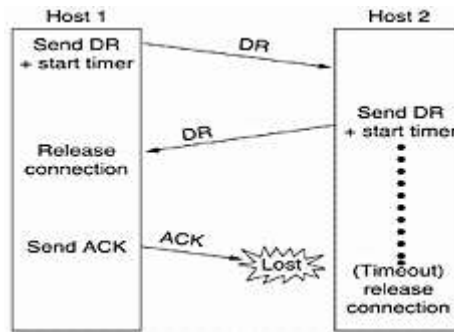 Host 1
Host 2
Send DR
+ start timer
DR
Send DR
+ start timer
DR
Release
connection
Send ACK
ACK
Lost
(Timeout)
release
connection